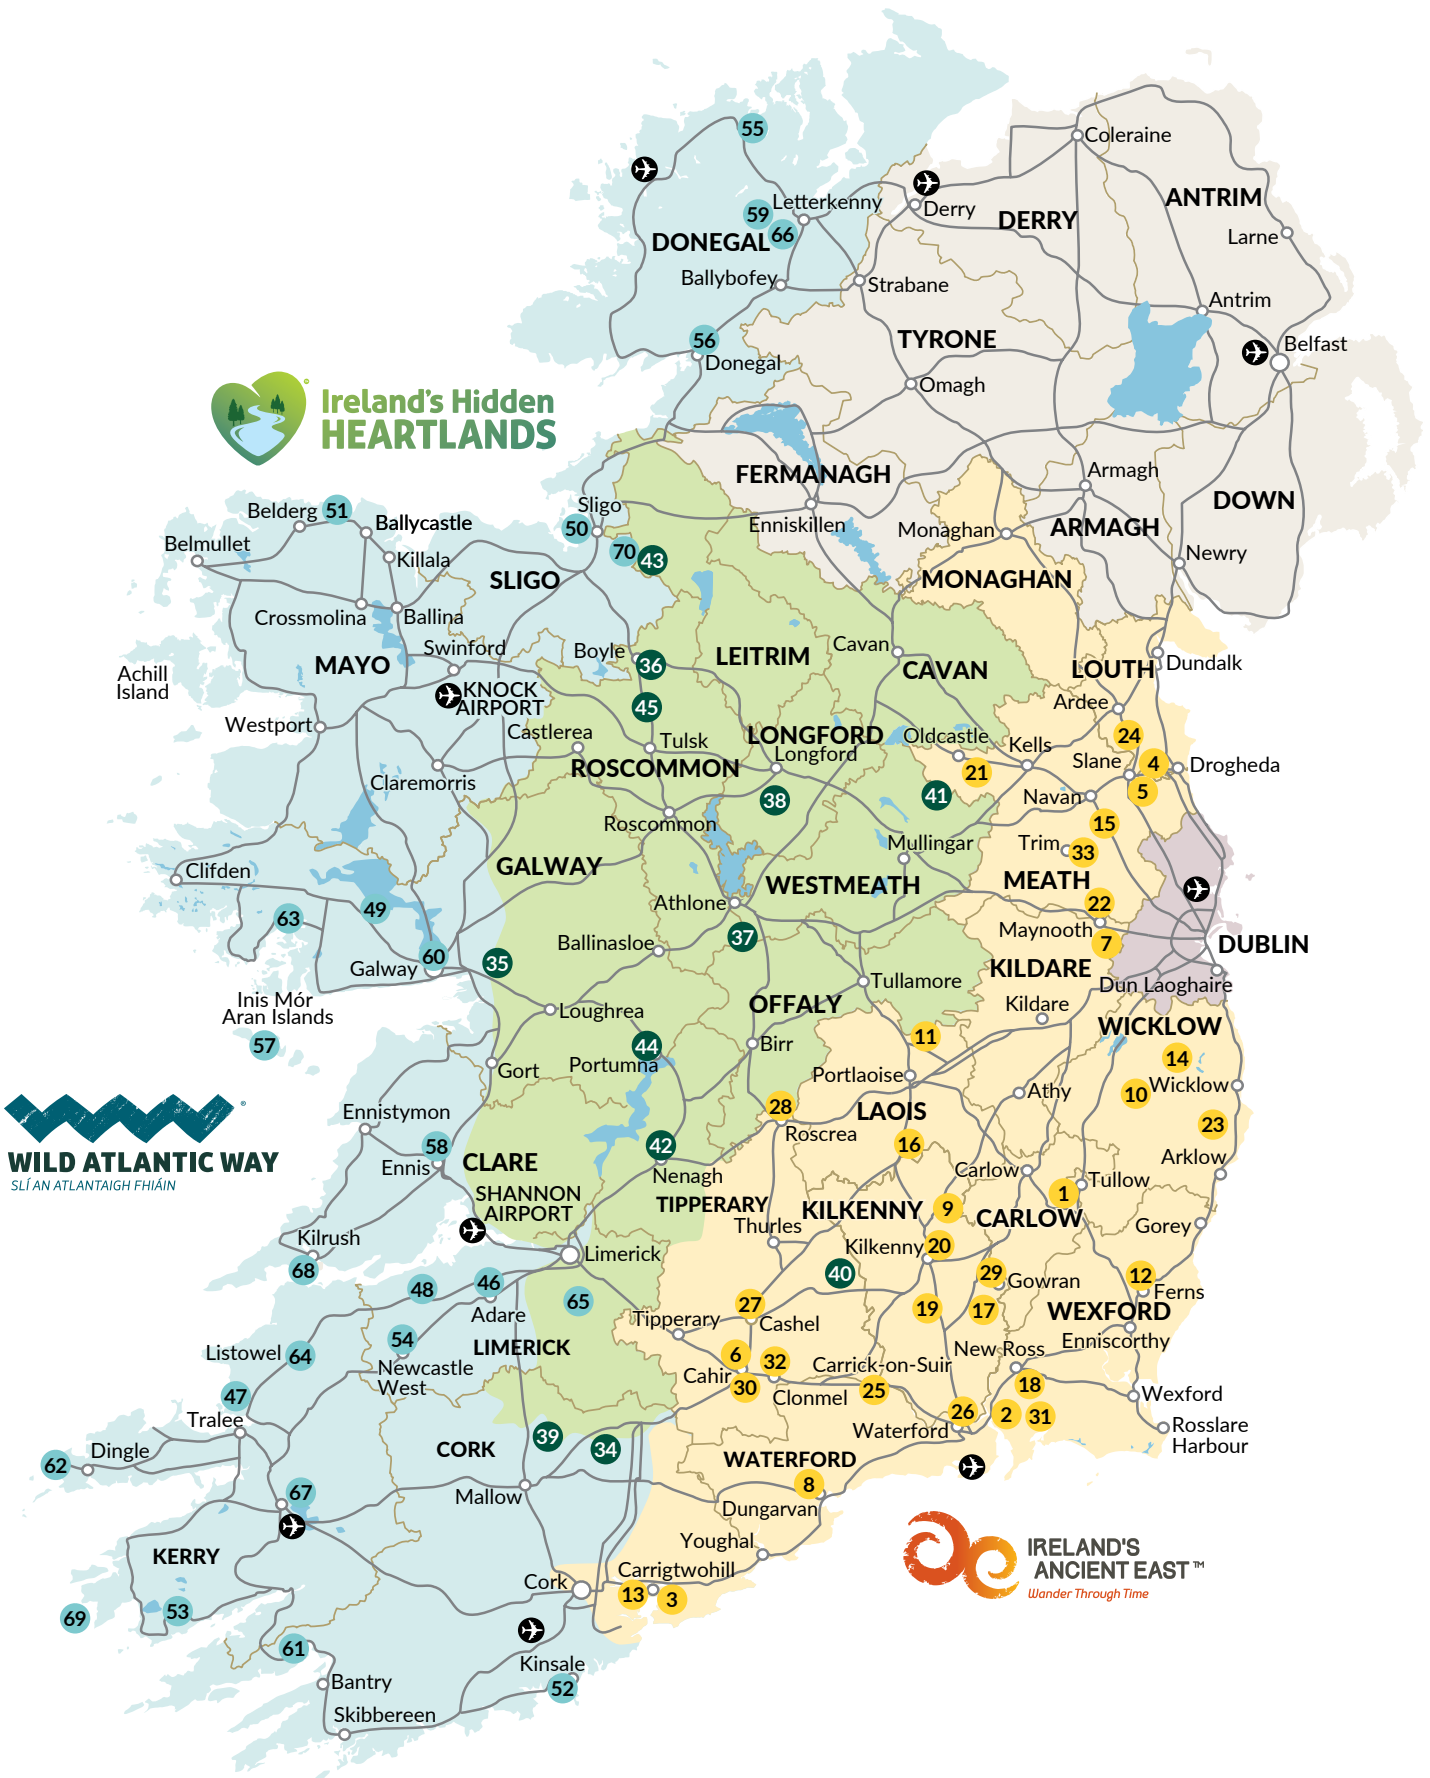 55
Coleraine
ANTRIM
59
Letterkenny
Derry
DERRY
66
DONEGAL
Larne
Ballybofey
Strabane
Antrim
56
TYRONE
Belfast
Donegal
Omagh
Ireland's Hidden
HEARTLANDS
FERMANAGH
Armagh
DOWN
Belderg
51
Ballycastle
Sligo
50
Enniskillen
Monaghan
ARMAGH
Belmullet
Killala
70
43
Newry
SLIGO
MONAGHAN
Crossmolina
Ballina
Swinford
Boyle
36
LEITRIM
Cavan
CAVAN
LOUTH
Dundalk
MAYO
Achill
Island
KNOCK
AIRPORT
45
Ardee
Westport
Castlerea
Tulsk
LONGFORD
Longford
Oldcastle
Kells
24
ROSCOMMON
21
Slane
4
Drogheda
Claremorris
38
41
Navan
5
Roscommon
15
Mullingar
Trim
33
GALWAY
Clifden
WESTMEATH
MEATH
49
Athlone
22
63
37
Maynooth
7
DUBLIN
60
Ballinasloe
Galway
35
KILDARE
Tullamore
Dun Laoghaire
Inis Mór
Aran Islands
Loughrea
OFFALY
Kildare
WICKLOW
57
44
Birr
11
14
Gort
Portumna
Portlaoise
Athy
10
Wicklow
Ennistymon
28
LAOIS
23
WILD ATLANTIC WAY
SLÍ AN ATLANTAIGH FHIÁIN
58
Ennis
CLARE
42
Roscrea
16
Nenagh
Carlow
Arklow
SHANNON
AIRPORT
TIPPERARY
KILKENNY
9
1
Tullow
CARLOW
Thurles
Gorey
Kilrush
Limerick
Kilkenny
20
68
40
29
Gowran
12
Ferns
48
46
65
27
19
17
WEXFORD
Adare
Tipperary
Cashel
Enniscorthy
54
LIMERICK
6
32
New Ross
Listowel
64
Newcastle
West
Cahir
30
Clonmel
Carrick-on-Suir
25
18
Wexford
47
Tralee
26
2
31
Waterford
Rosslare
Harbour
Dingle
62
CORK
39
34
WATERFORD
67
Mallow
8
Dungarvan
KERRY
Youghal
IRELAND'S
ANCIENT EAST™
Wander Through Time
Cork
Carrigtwohill
13
3
69
53
61
Kinsale
52
Bantry
Skibbereen